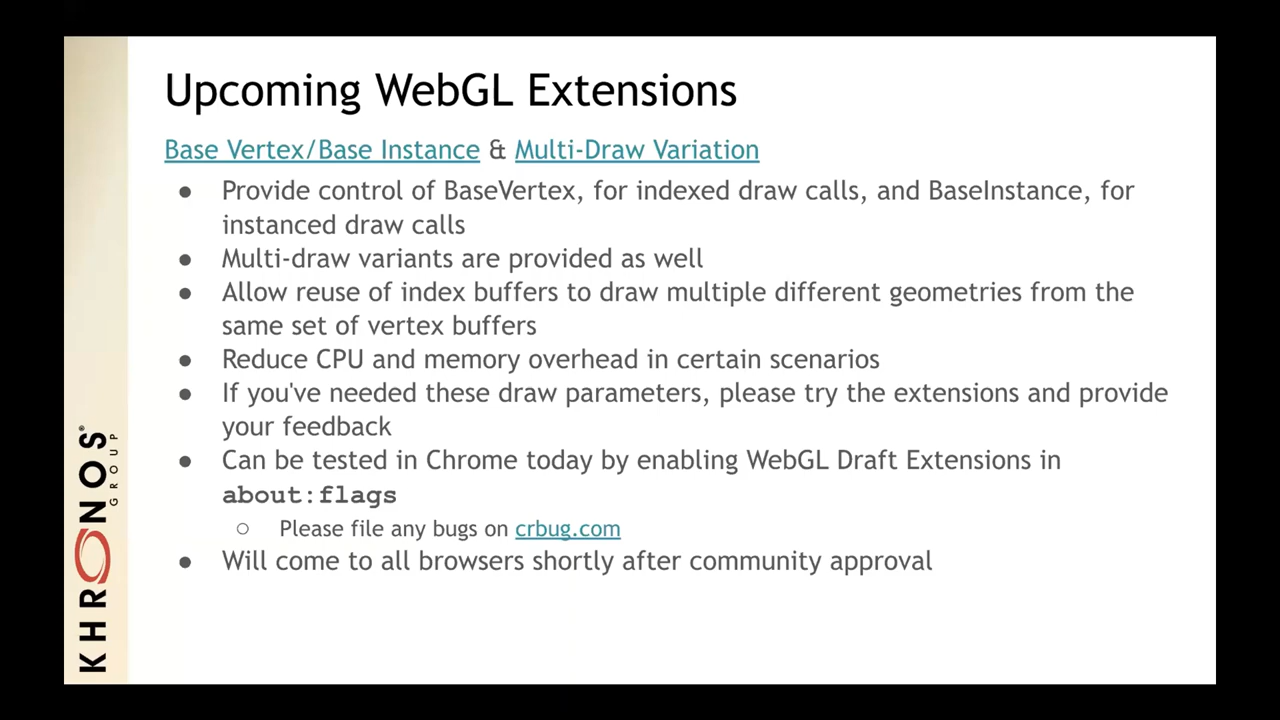 Upcoming WebGL Extensions
Base Vertex/Base Instance & Multi-Draw Variation
● Provide control of BaseVertex, for indexed draw calls, and BaseInstance, for
instanced draw calls
● Multi-draw variants are provided as well
● Allow reuse of index buffers to draw multiple different geometries from the
same set of vertex buffers
● Reduce CPU and memory overhead in certain scenarios
● If you've needed these draw parameters, please try the extensions and provide
your feedback
● Can be tested in Chrome today by enabling WebGL Draft Extensions in
about:flags
○ Please file any bugs on crbug.com
● Will come to all browsers shortly after community approval
KHRONOS®
GROUP